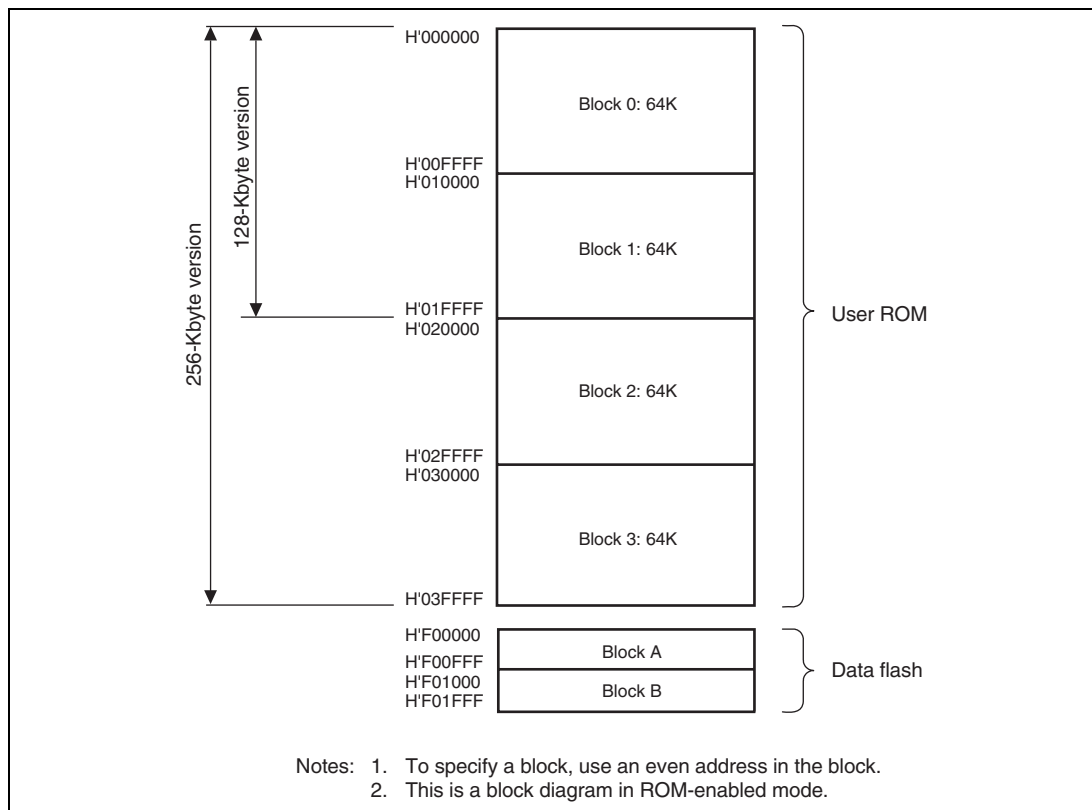 H'000000
Block 0: 64K
H'00FFFF
H'010000
128-Kbyte version
256-Kbyte version
Block 1: 64K
H'01FFFF
H'020000
User ROM
Block 2: 64K
H'02FFFF
H'030000
Block 3: 64K
H'03FFFF
H'F00000
Block A
H'F00FFF
Data flash
H'F01000
Block B
H'F01FFF
Notes: 1. To specify a block, use an even address in the block.
2. This is a block diagram in ROM-enabled mode.